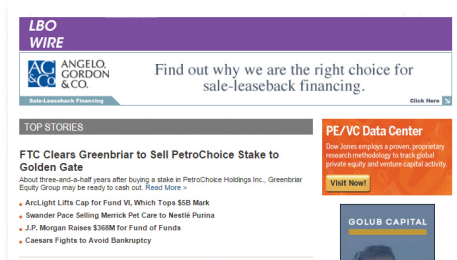 LBO
WIRE
AG
&CO
ANGELO,
GORDON
& CO.
Find out why we are the right choice for
sale-leaseback financing.
Sale-Leaseback Financing
Click Here
TOP STORIES
FTC Clears Greenbriar to Sell PetroChoice Stake to
Golden Gate
About three-and-a-half years after buying a stake in PetroChoice Holdings Inc., Greenbriar
Equity Group may be ready to cash out. Read More >
ArcLight Lifts Cap for Fund VI, Which Tops $5B Mark
Swander Pace Selling Merrick Pet Care to Nestlé Purina
J.P. Morgan Raises $368M for Fund of Funds
Caesars Fights to Avoid Bankruptcy
PE/VC Data Center
Dow Jones employs a proven, proprietary
research methodology to track global
private equity and venture capital activity.
Visit Now!
GOLUB CAPITAL